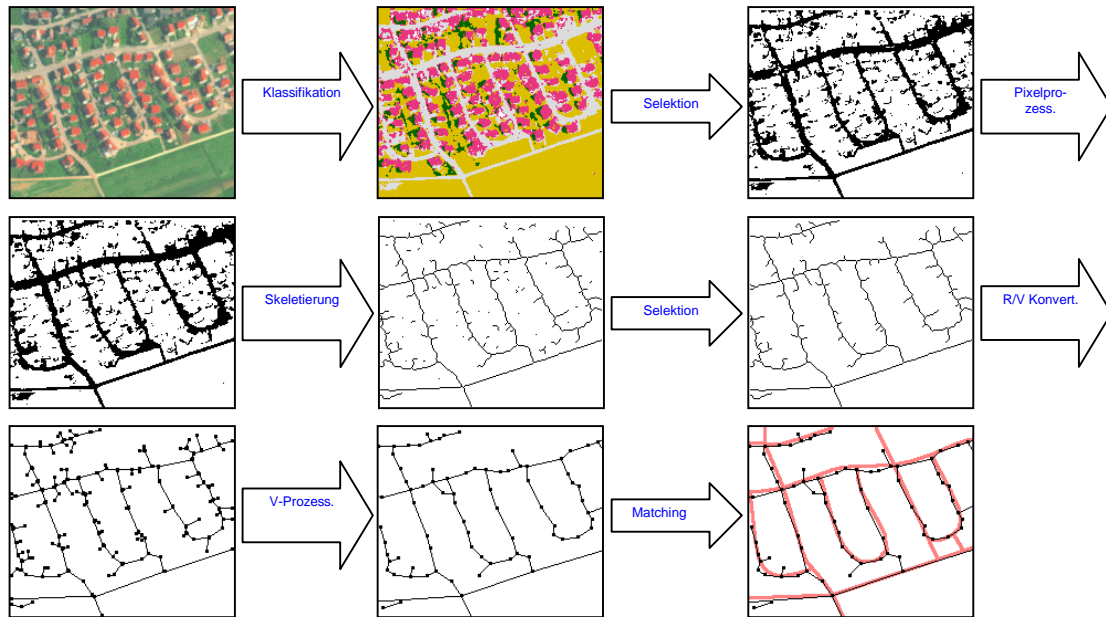 Klassifikation
Selektion
Pixelpro-
zess.
Skeletierung
Selektion
R/V Konvert.
V-Prozess.
Matching